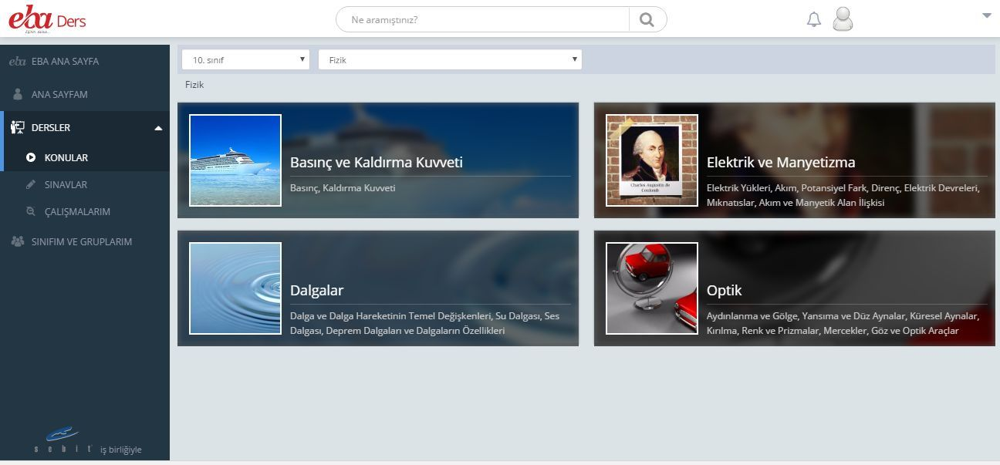 eba Ders
Ne aramıştınız?
eba EBA ANA SAYFA
ANA SAYFAM
DERSLER
KONULAR
SINAVLAR
ÇALIŞMALARIM
SINIFIM VE GRUPLARIM
sebit iş birliğiyle
10. sınıf
Fizik
Fizik
Basınç ve Kaldırma Kuvveti
Basınç, Kaldırma Kuvveti
Charles Augustin de
Coulomb
Elektrik ve Manyetizma
Elektrik Yükleri, Akım, Potansiyel Fark, Direnç, Elektrik Devreleri,
Mıknatıslar, Akım ve Manyetik Alan İlişkisi
Dalgalar
Dalga ve Dalga Hareketinin Temel Değişkenleri, Su Dalgası, Ses
Dalgası, Deprem Dalgaları ve Dalgaların Özellikleri
Optik
Aydınlanma ve Gölge, Yansıma ve Düz Aynalar, Küresel Aynalar,
Kırılma, Renk ve Prizmalar, Mercekler, Göz ve Optik Araçlar